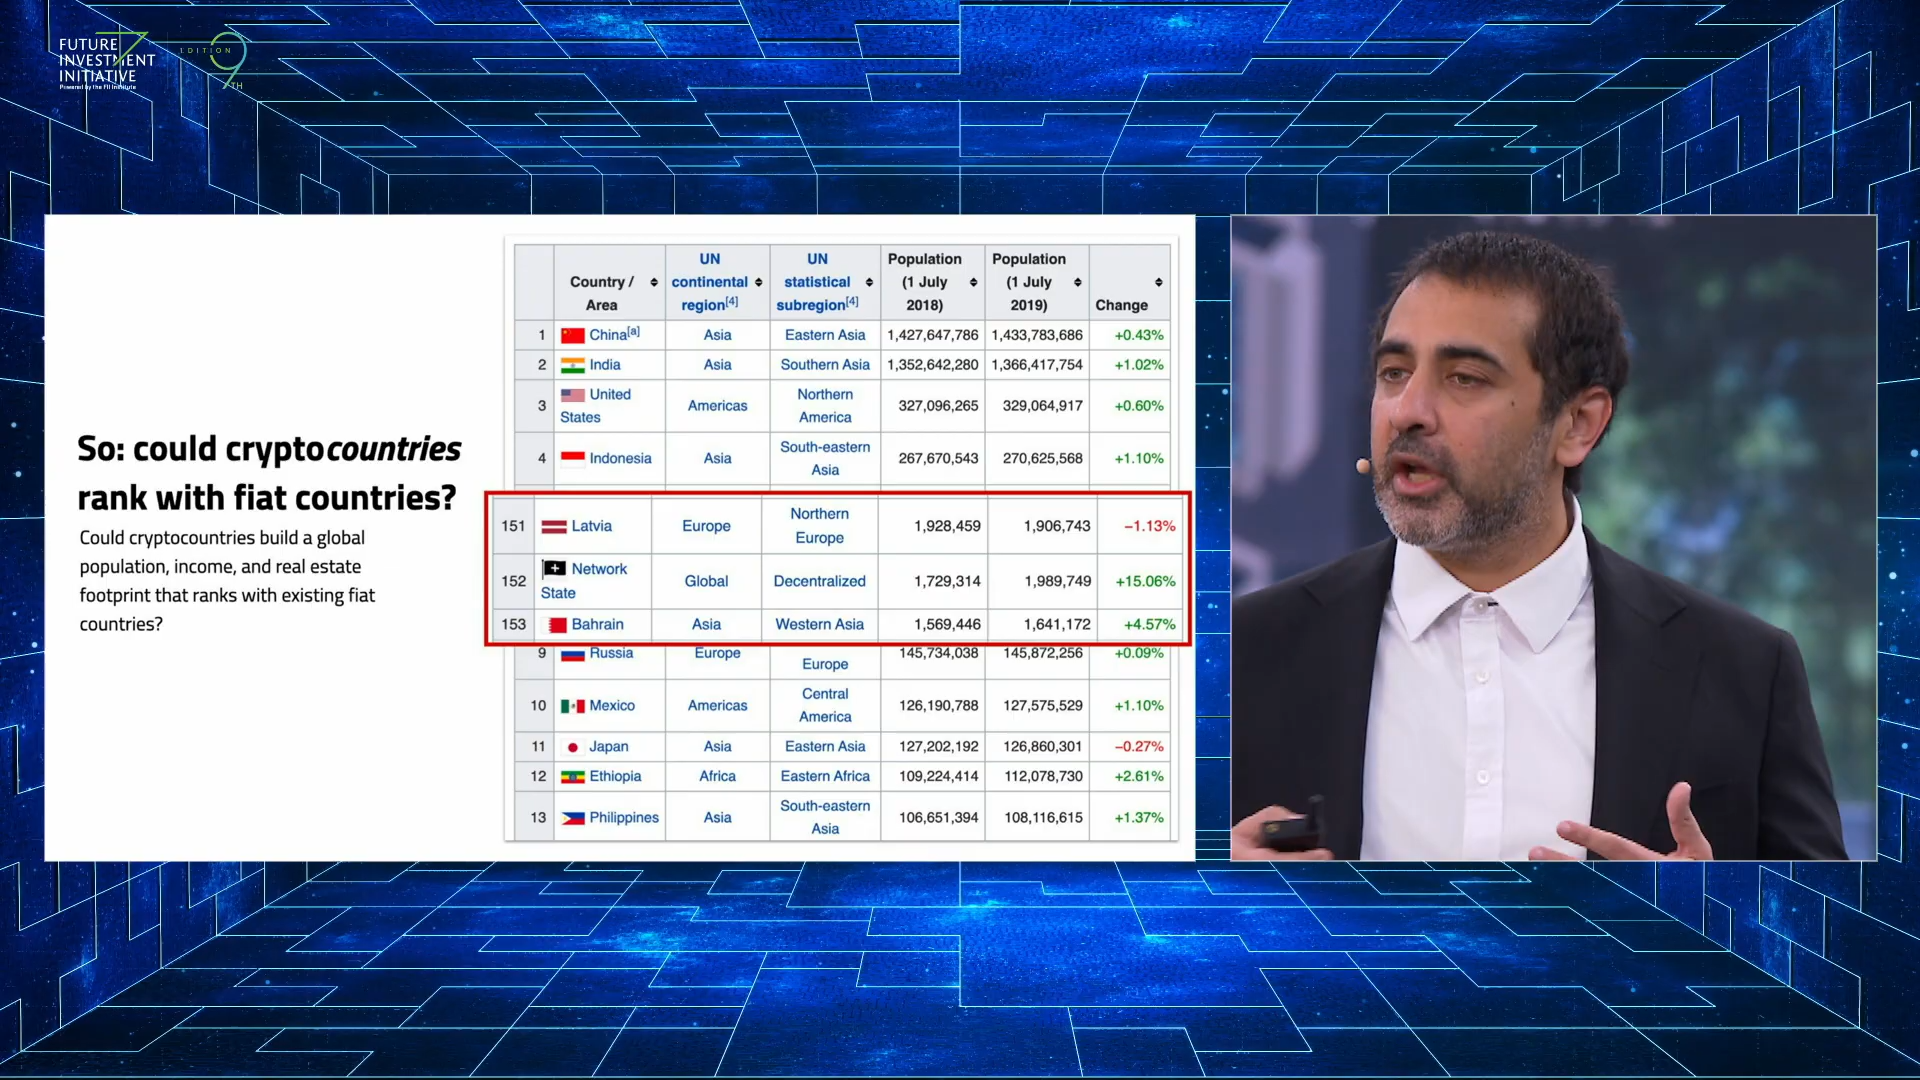 FUTURE
INVESTMENT
INITIATIVE
Powered by the FII Institute
EDITION
9TH
So: could cryptocountries
rank with fiat countries?
Could cryptocountries build a global
population, income, and real estate
footprint that ranks with existing fiat
countries?
Country / Area UN continental region[4] UN statistical subregion[4] Population (1 July 2018) Population (1 July 2019) Change
1 China[a] Asia Eastern Asia 1,427,647,786 1,433,783,686 +0.43%
2 India Asia Southern Asia 1,352,642,280 1,366,417,754 +1.02%
3 United States Americas Northern America 327,096,265 329,064,917 +0.60%
4 Indonesia Asia South-eastern Asia 267,670,543 270,625,568 +1.10%
151 Latvia Europe Northern Europe 1,928,459 1,906,743 −1.13%
152 Network State Global Decentralized 1,729,314 1,989,749 +15.06%
153 Bahrain Asia Western Asia 1,569,446 1,641,172 +4.57%
9 Russia Europe Europe 145,734,038 145,872,256 +0.09%
10 Mexico Americas Central America 126,190,788 127,575,529 +1.10%
11 Japan Asia Eastern Asia 127,202,192 126,860,301 −0.27%
12 Ethiopia Africa Eastern Africa 109,224,414 112,078,730 +2.61%
13 Philippines Asia South-eastern Asia 106,651,394 108,116,615 +1.37%